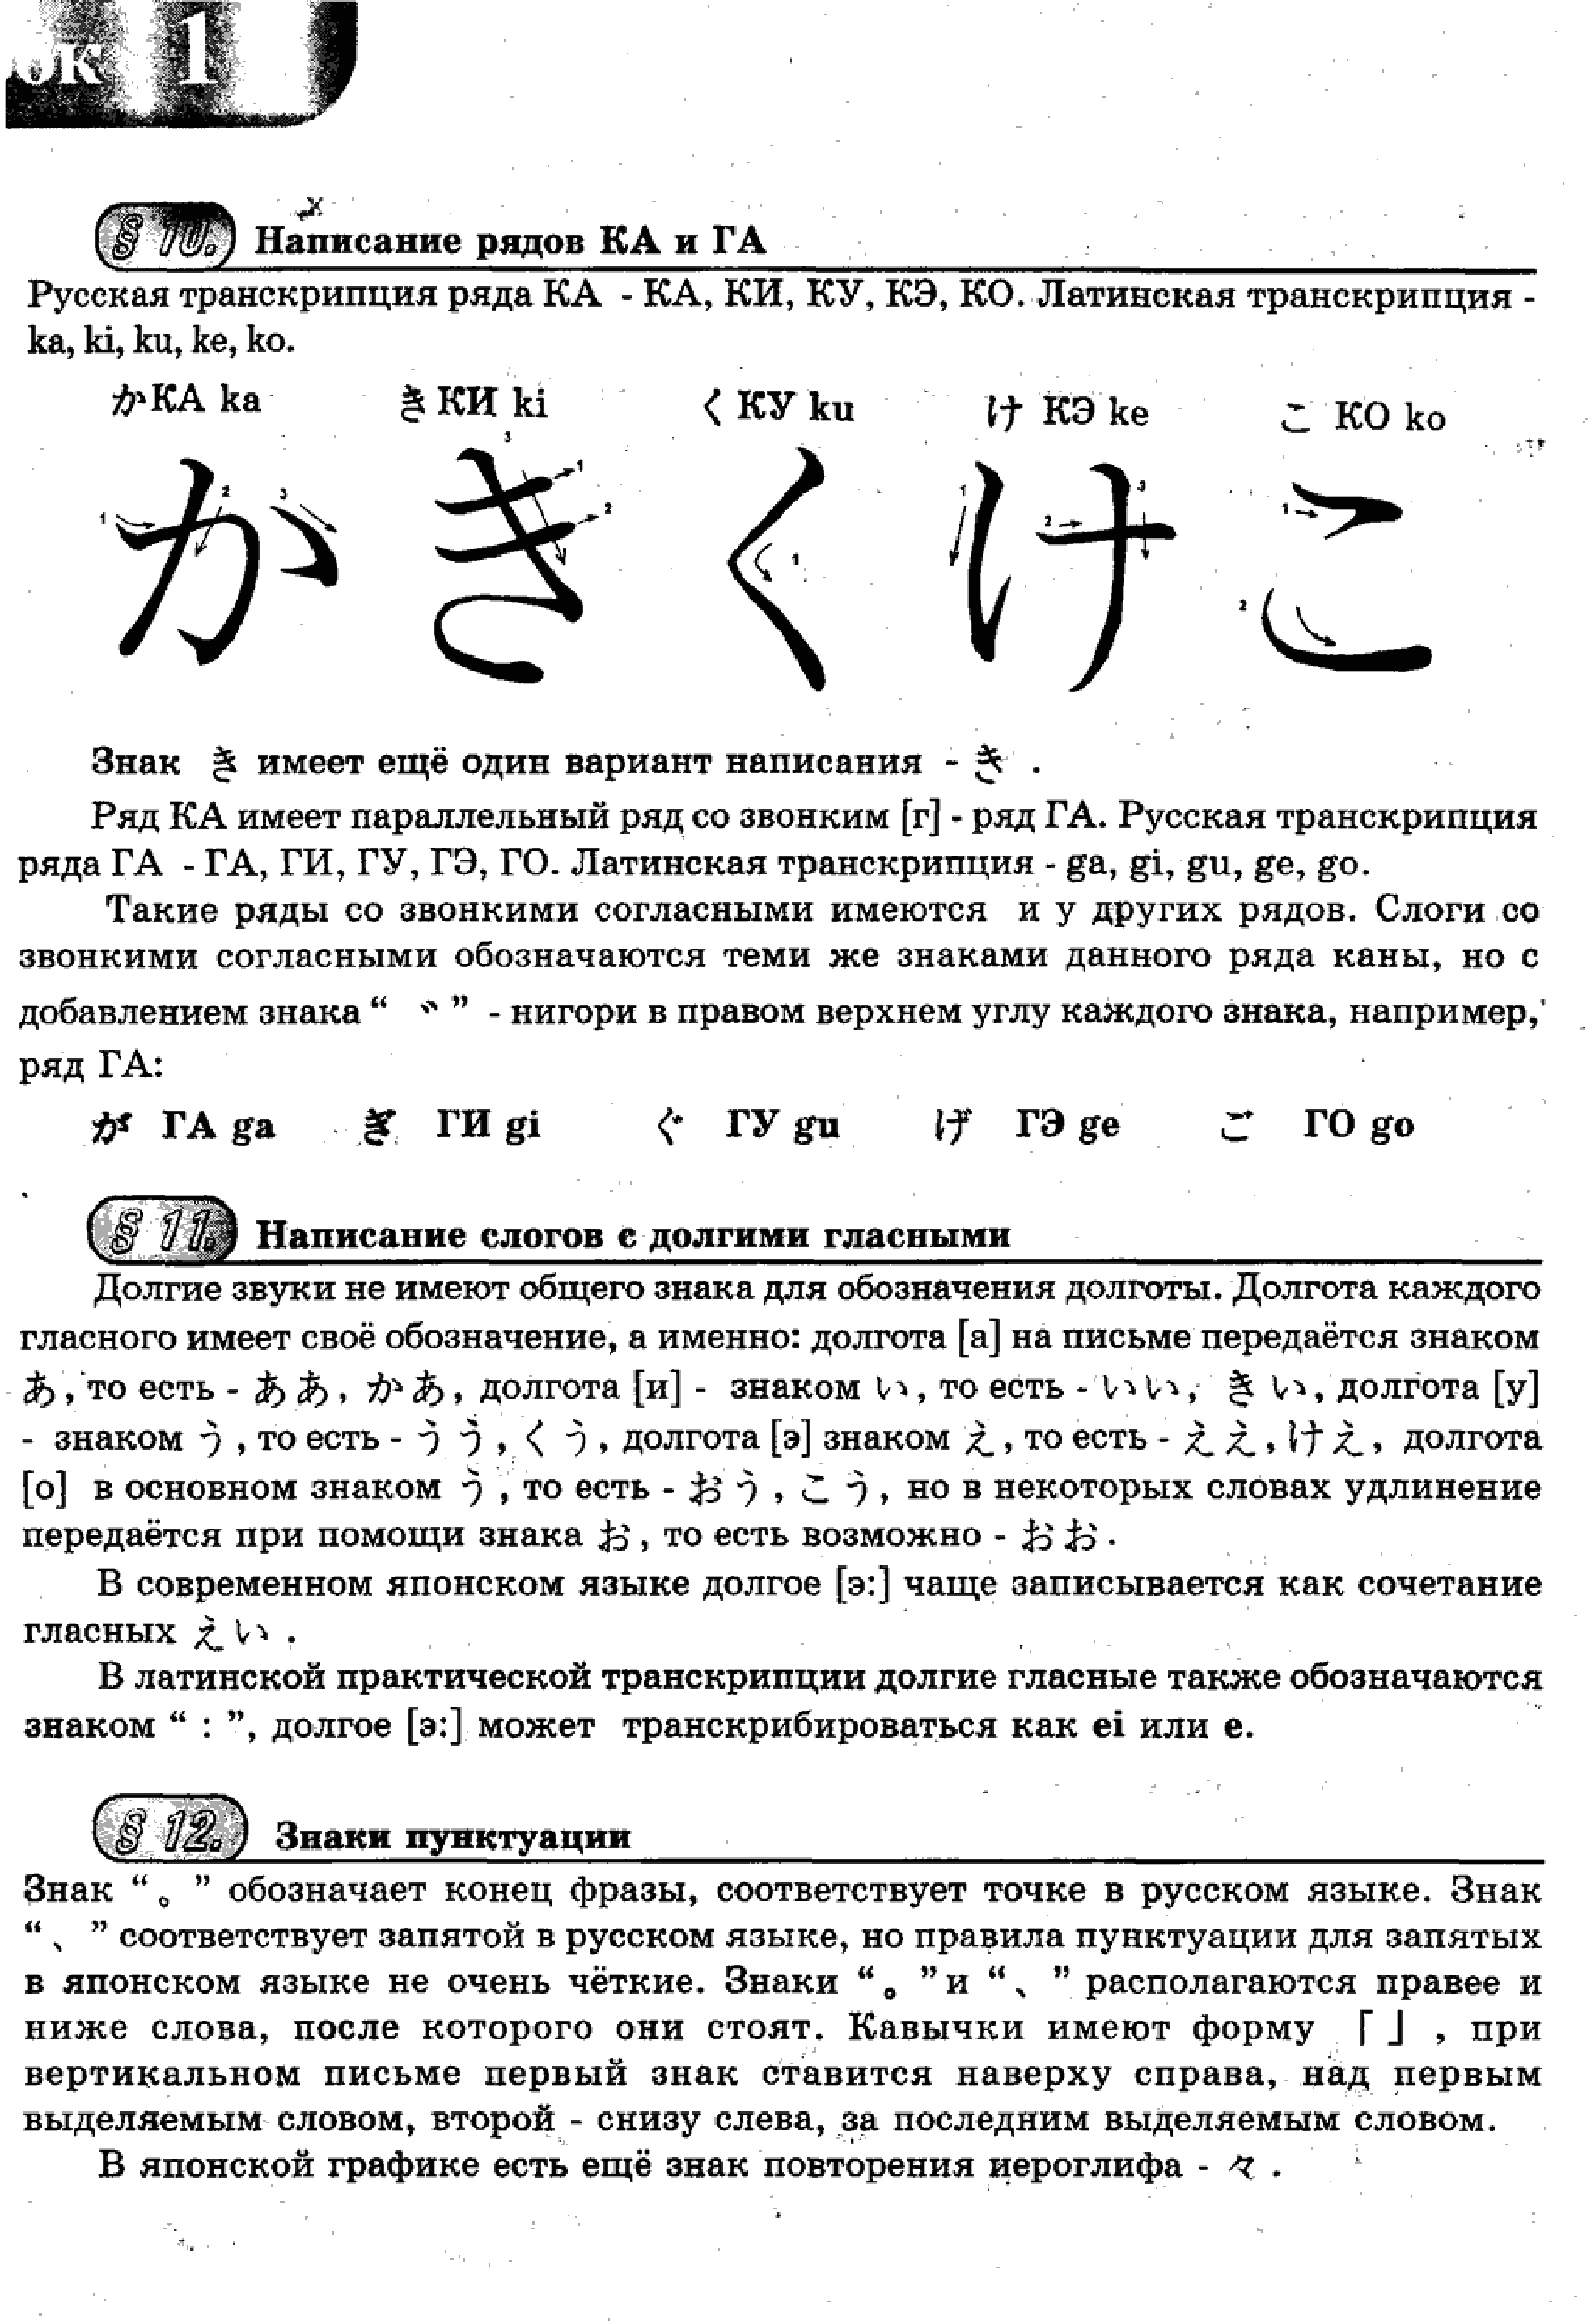 ок 1
§ 10. Написание рядов КА и ГА
Русская транскрипция ряда КА - КА, КИ, КУ, КЭ, КО. Латинская транскрипция -
ka, ki, ku, ke, ko.
か КА ka き КИ ki く КУ ku け КЭ ke こ КО ko
1 2 3 か 1 2 3 き 1 く 1 2 3 け 1 2 こ
Знак き имеет ещё один вариант написания - き .
Ряд КА имеет параллельный ряд со звонким [г] - ряд ГА. Русская транскрипция
ряда ГА - ГА, ГИ, ГУ, ГЭ, ГО. Латинская транскрипция - ga, gi, gu, ge, go.
Такие ряды со звонкими согласными имеются и у других рядов. Слоги со
звонкими согласными обозначаются теми же знаками данного ряда каны, но с
добавлением знака “ ゛ ” - нигори в правом верхнем углу каждого знака, например,
ряд ГА:
が ГА ga ぎ ГИ gi ぐ ГУ gu げ ГЭ ge ご ГО go
§ 11. Написание слогов с долгими гласными
Долгие звуки не имеют общего знака для обозначения долготы. Долгота каждого
гласного имеет своё обозначение, а именно: долгота [а] на письме передаётся знаком
あ, то есть - ああ, かあ, долгота [и] - знаком い, то есть - いい, きい, долгота [у]
- знаком う, то есть - うう, くう, долгота [э] знаком え, то есть - ええ, けえ, долгота
[о] в основном знаком う, то есть - おう, こう, но в некоторых словах удлинение
передаётся при помощи знака お, то есть возможно - おお.
В современном японском языке долгое [э:] чаще записывается как сочетание
гласных えい.
В латинской практической транскрипции долгие гласные также обозначаются
знаком “ : ”, долгое [э:] может транскрибироваться как ei или e.
§ 12. Знаки пунктуации
Знак “ 。 ” обозначает конец фразы, соответствует точке в русском языке. Знак
“ 、 ” соответствует запятой в русском языке, но правила пунктуации для запятых
в японском языке не очень чёткие. Знаки “ 。 ” и “ 、 ” располагаются правее и
ниже слова, после которого они стоят. Кавычки имеют форму 「 」 , при
вертикальном письме первый знак ставится наверху справа, над первым
выделяемым словом, второй - снизу слева, за последним выделяемым словом.
В японской графике есть ещё знак повторения иероглифа - 々 .